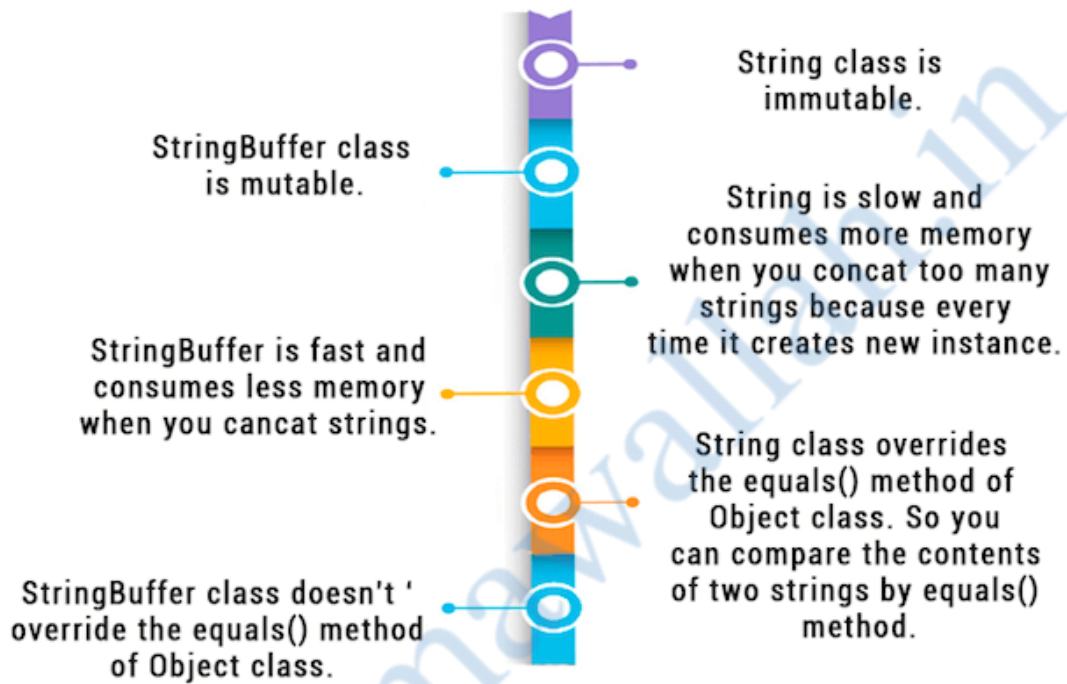 String class is
immutable.
StringBuffer class
is mutable.
String is slow and
consumes more memory
when you concat too many
strings because every
time it creates new instance.
StringBuffer is fast and
consumes less memory
when you cancat strings.
String class overrides
the equals() method of
Object class. So you
can compare the contents
of two strings by equals()
method.
StringBuffer class doesn't ‘
override the equals() method
of Object class.
mawallah.in